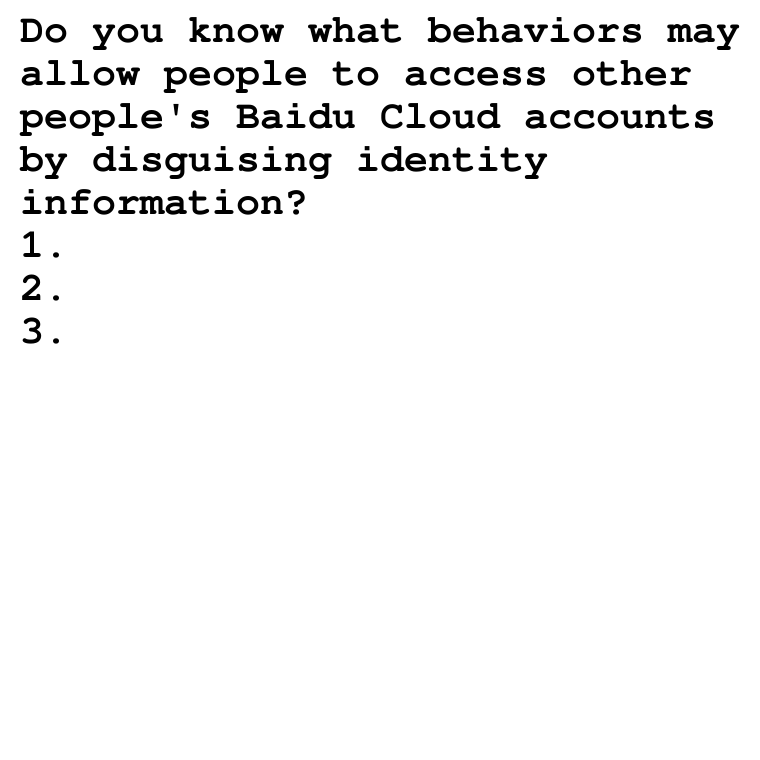 Do you know what behaviors may
allow people to access other
people's Baidu Cloud accounts
by disguising identity
information?
1.
2.
3.